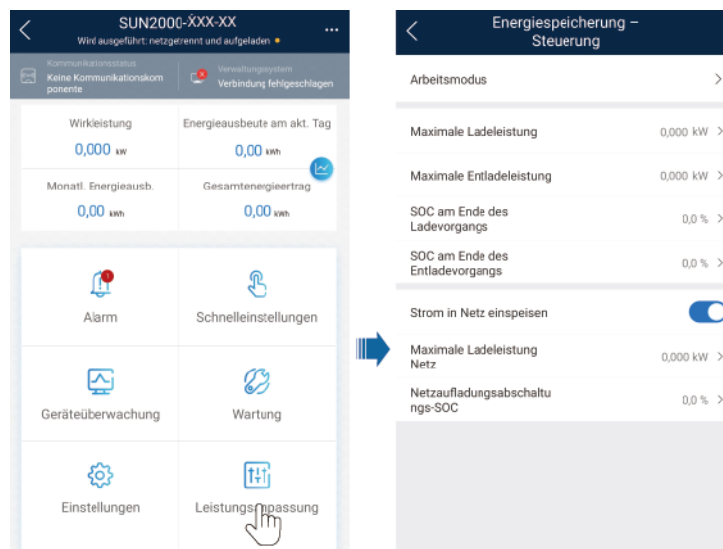 SUN2000-XXX-XX
Wird ausgeführt: netzgetrennt und aufgeladen
Kommunikationsstatus
Keine Kommunikationskom
ponente
Verwaltungssystem
Verbindung fehlgeschlagen
Wirkleistung
0,000 kW
Energieausbeute am akt. Tag
0,00 kWh
Monatl. Energieausb.
0,00 kWh
Gesamtenergieertrag
0,00 kWh
1
Alarm
Schnelleinstellungen
Geräteüberwachung
Wartung
Einstellungen
Leistungsanpassung
Energiespeicherung –
Steuerung
Arbeitsmodus
Maximale Ladeleistung 0,000 kW
Maximale Entladeleistung 0,000 kW
SOC am Ende des
Ladevorgangs 0,0 %
SOC am Ende des
Entladevorgangs 0,0 %
Strom in Netz einspeisen
Maximale Ladeleistung
Netz 0,000 kW
Netzaufladungsabschaltu
ngs-SOC 0,0 %